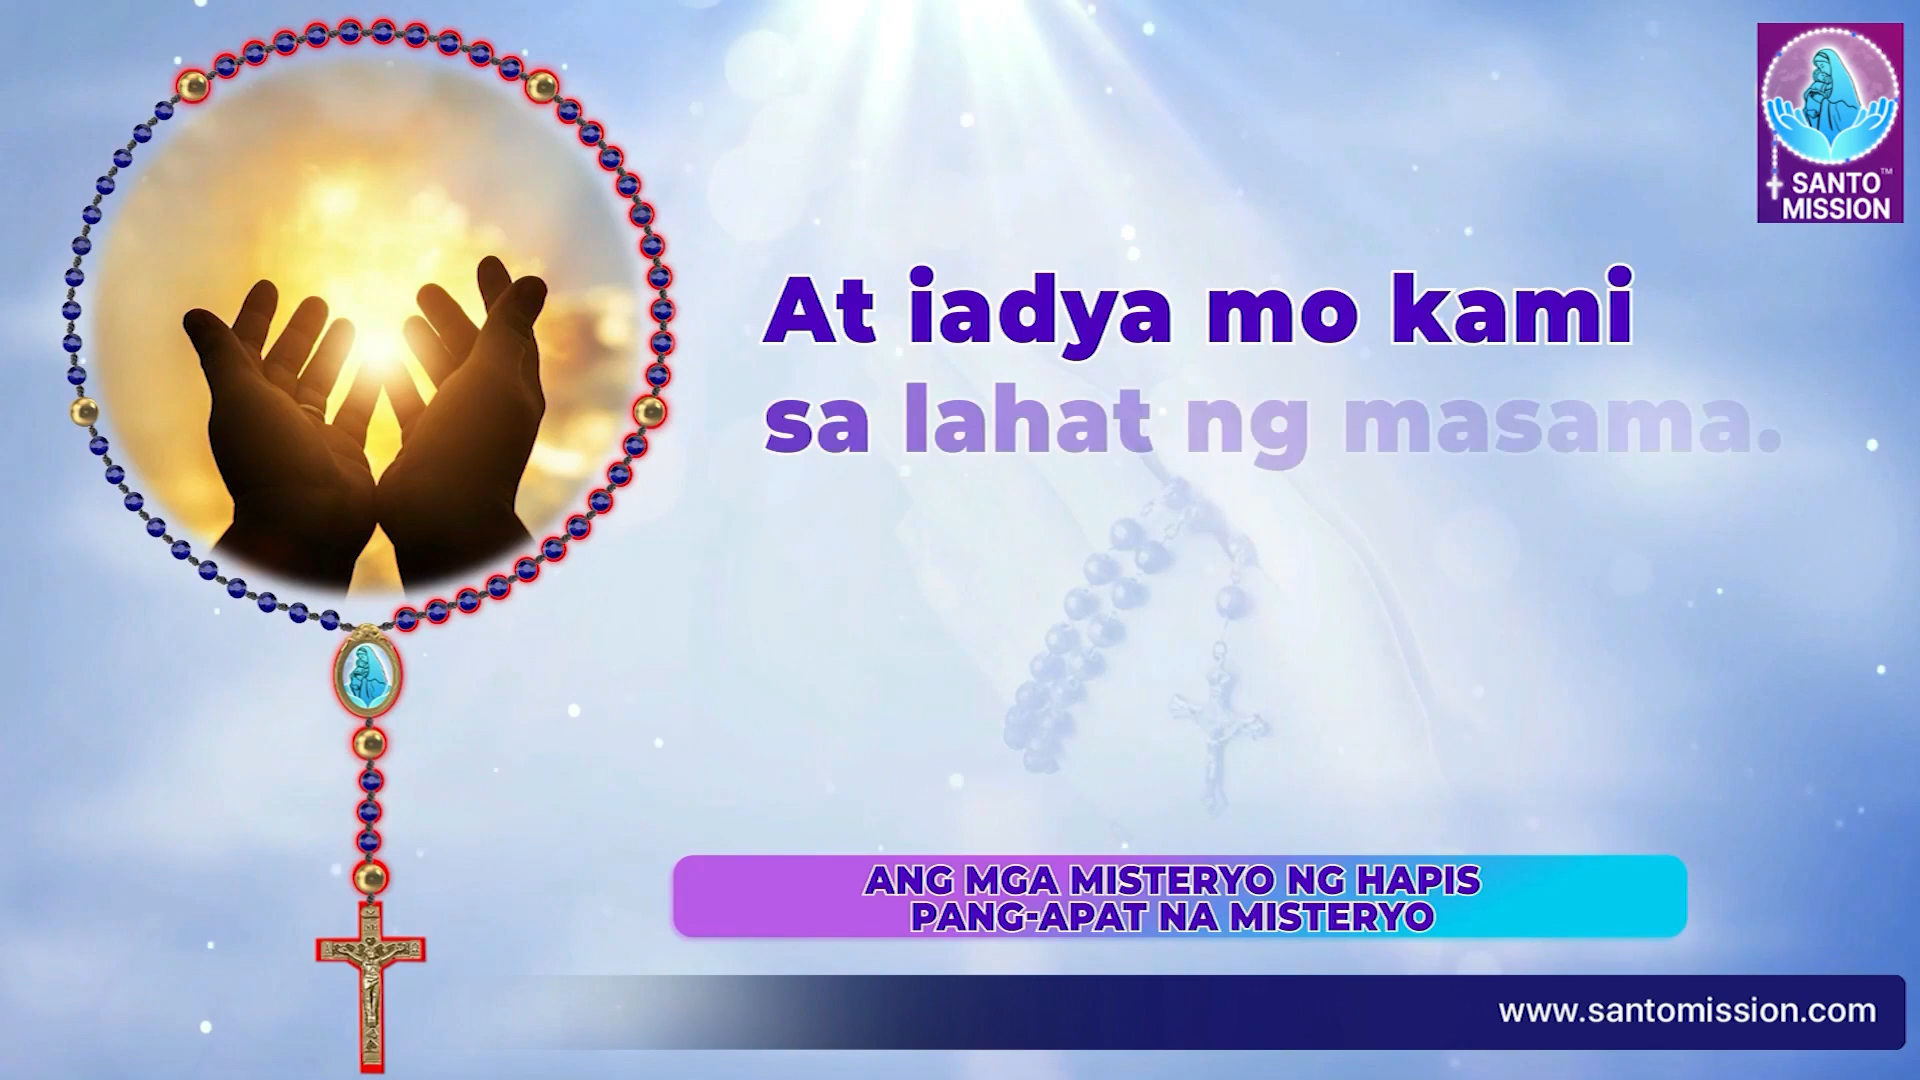 SANTO™
MISSION
At iadya mo kami
sa lahat ng masama.
ANG MGA MISTERYO NG HAPIS
PANG-APAT NA MISTERYO
www.santomission.com